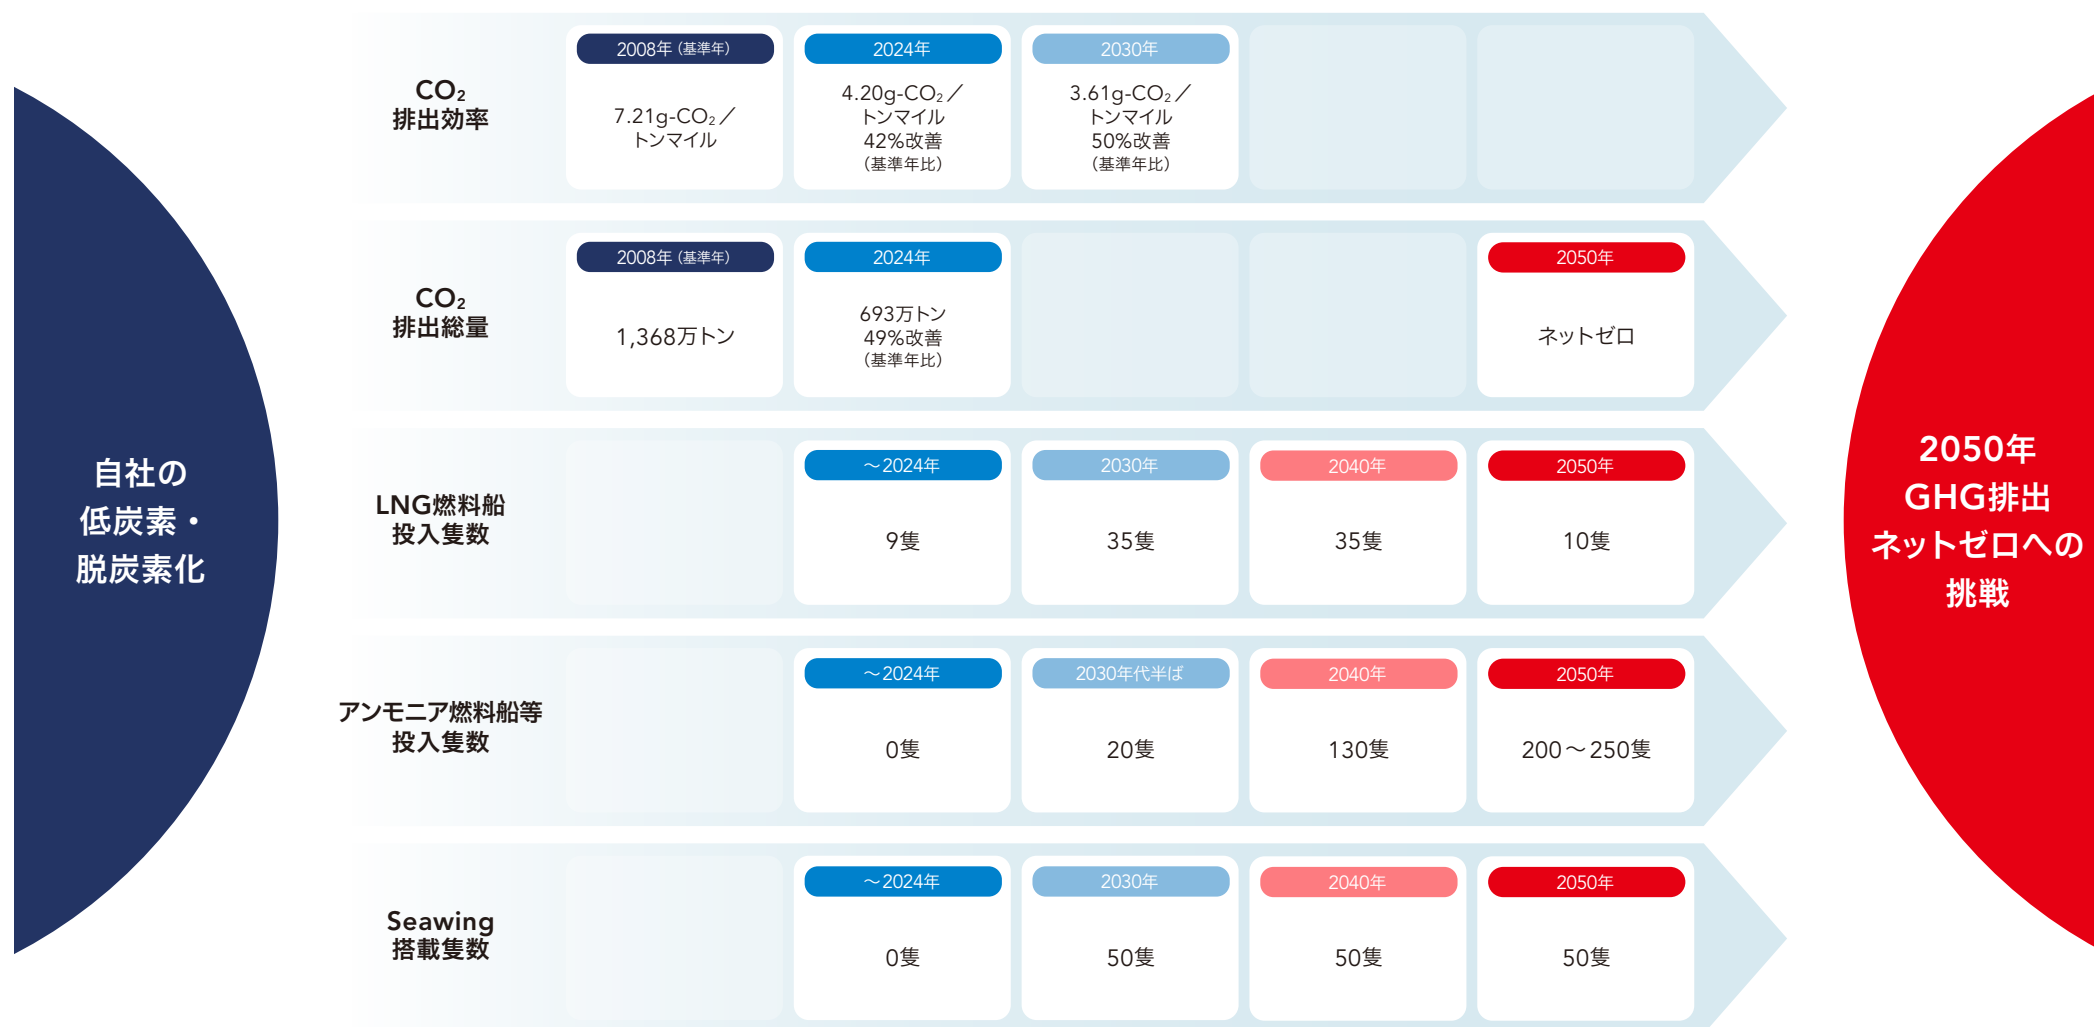 自社の
低炭素・
脱炭素化
CO₂
排出効率
2008年（基準年）
7.21g-CO₂／
トンマイル
2024年
4.20g-CO₂／
トンマイル
42%改善
（基準年比）
2030年
3.61g-CO₂／
トンマイル
50%改善
（基準年比）
CO₂
排出総量
2008年（基準年）
1,368万トン
2024年
693万トン
49%改善
（基準年比）
2050年
ネットゼロ
LNG燃料船
投入隻数
～2024年
9隻
2030年
35隻
2040年
35隻
2050年
10隻
アンモニア燃料船等
投入隻数
～2024年
0隻
2030年代半ば
20隻
2040年
130隻
2050年
200～250隻
Seawing
搭載隻数
～2024年
0隻
2030年
50隻
2040年
50隻
2050年
50隻
2050年
GHG排出
ネットゼロへの
挑戦